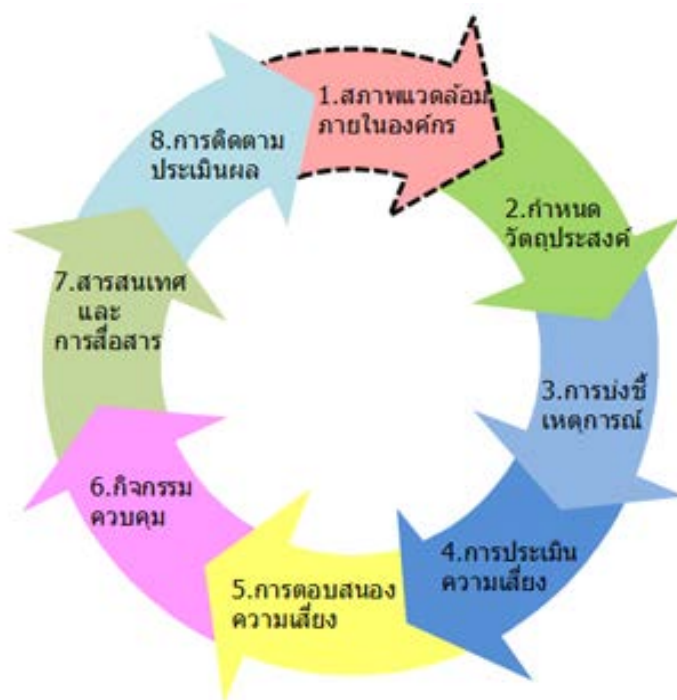 1.สภาพแวดล้อม
ภายในองค์กร
2.กำหนด
วัตถุประสงค์
3.การบ่งชี้
เหตุการณ์
4.การประเมิน
ความเสี่ยง
5.การตอบสนอง
ความเสี่ยง
6.กิจกรรม
ควบคุม
7.สารสนเทศ
และ
การสื่อสาร
8.การติดตาม
ประเมินผล